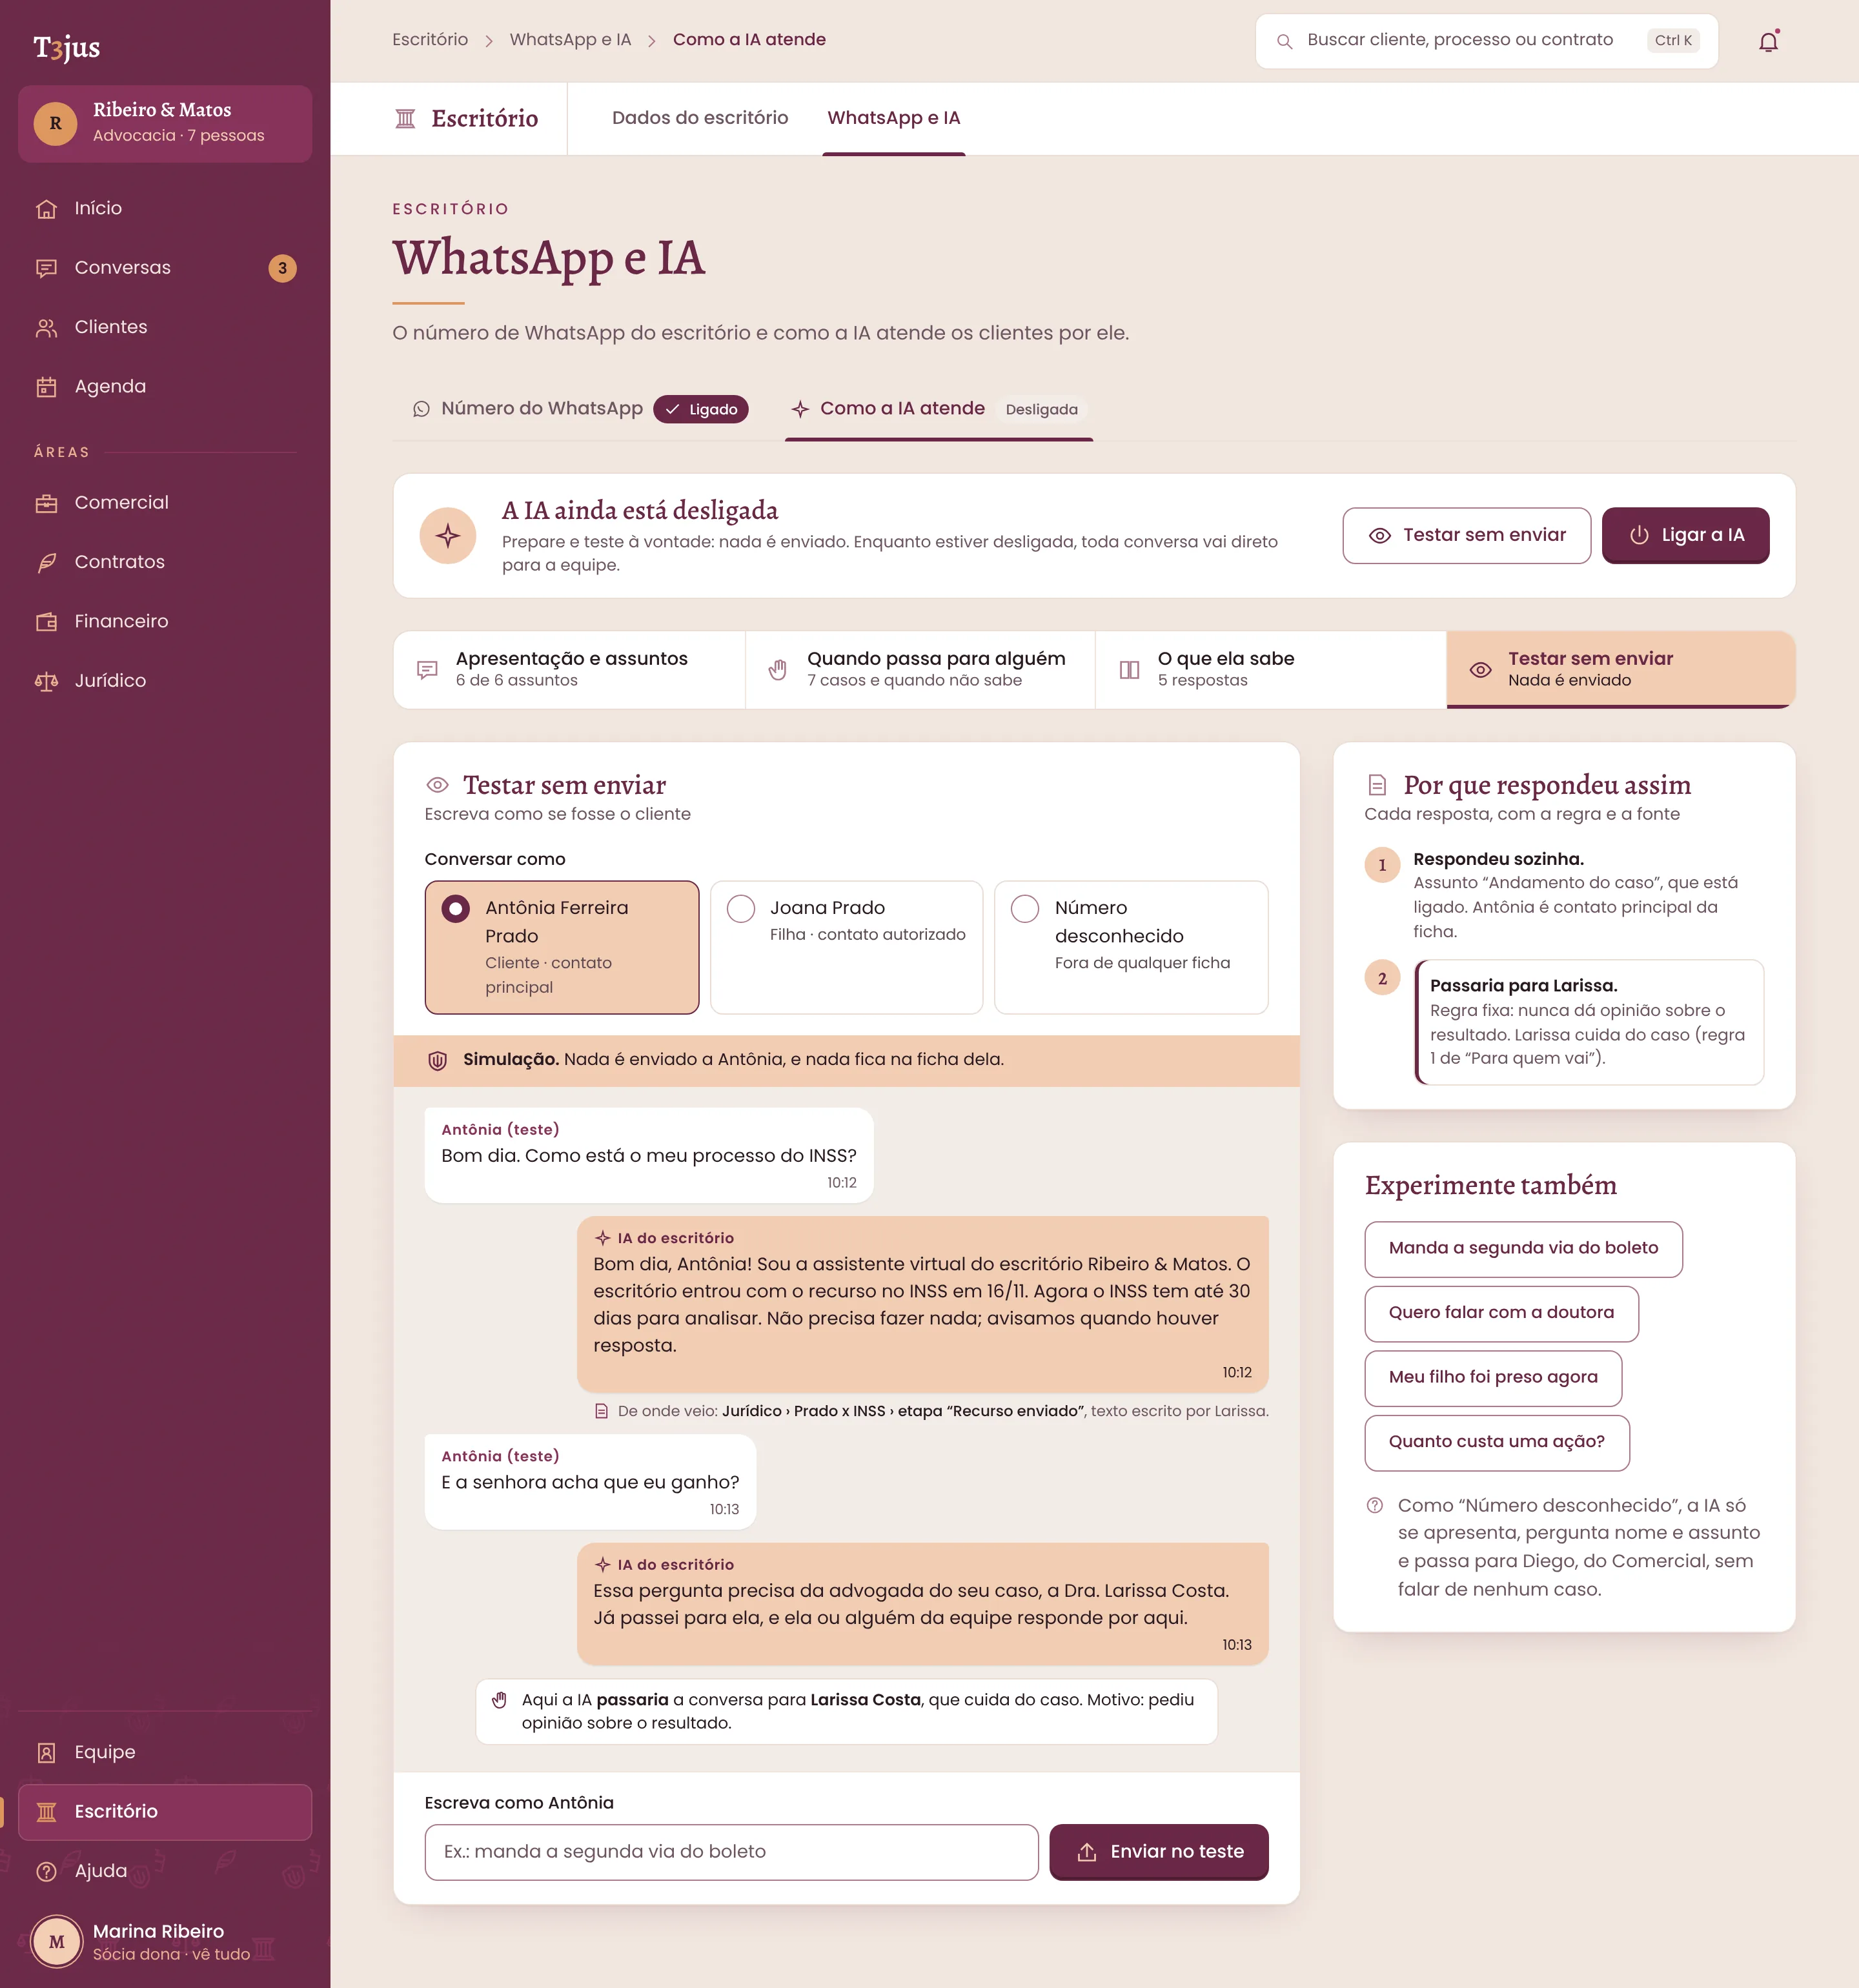 T3jus
R
Ribeiro & Matos
Advocacia · 7 pessoas
Início
Conversas
3
Clientes
Agenda
ÁREAS
Comercial
Contratos
Financeiro
Jurídico
Equipe
Escritório
Ajuda
M
Marina Ribeiro
Sócia dona · vê tudo
Escritório
WhatsApp e IA
Como a IA atende
Buscar cliente, processo ou contrato
Ctrl K
Escritório
Dados do escritório
WhatsApp e IA
ESCRITÓRIO
WhatsApp e IA
O número de WhatsApp do escritório e como a IA atende os clientes por ele.
Número do WhatsApp
Ligado
Como a IA atende
Desligada
A IA ainda está desligada
Prepare e teste à vontade: nada é enviado. Enquanto estiver desligada, toda conversa vai direto
para a equipe.
Testar sem enviar
Ligar a IA
Apresentação e assuntos
6 de 6 assuntos
Quando passa para alguém
7 casos e quando não sabe
O que ela sabe
5 respostas
Testar sem enviar
Nada é enviado
Testar sem enviar
Escreva como se fosse o cliente
Conversar como
Antônia Ferreira
Prado
Cliente · contato
principal
Joana Prado
Filha · contato autorizado
Número
desconhecido
Fora de qualquer ficha
Simulação. Nada é enviado a Antônia, e nada fica na ficha dela.
Antônia (teste)
Bom dia. Como está o meu processo do INSS?
10:12
IA do escritório
Bom dia, Antônia! Sou a assistente virtual do escritório Ribeiro & Matos. O
escritório entrou com o recurso no INSS em 16/11. Agora o INSS tem até 30
dias para analisar. Não precisa fazer nada; avisamos quando houver
resposta.
10:12
De onde veio: Jurídico › Prado x INSS › etapa “Recurso enviado”, texto escrito por Larissa.
Antônia (teste)
E a senhora acha que eu ganho?
10:13
IA do escritório
Essa pergunta precisa da advogada do seu caso, a Dra. Larissa Costa.
Já passei para ela, e ela ou alguém da equipe responde por aqui.
10:13
Aqui a IA passaria a conversa para Larissa Costa, que cuida do caso. Motivo: pediu
opinião sobre o resultado.
Escreva como Antônia
Ex.: manda a segunda via do boleto
Enviar no teste
Por que respondeu assim
Cada resposta, com a regra e a fonte
1
Respondeu sozinha.
Assunto “Andamento do caso”, que está
ligado. Antônia é contato principal da
ficha.
2
Passaria para Larissa.
Regra fixa: nunca dá opinião sobre o
resultado. Larissa cuida do caso (regra
1 de “Para quem vai”).
Experimente também
Manda a segunda via do boleto
Quero falar com a doutora
Meu filho foi preso agora
Quanto custa uma ação?
Como “Número desconhecido”, a IA só
se apresenta, pergunta nome e assunto
e passa para Diego, do Comercial, sem
falar de nenhum caso.